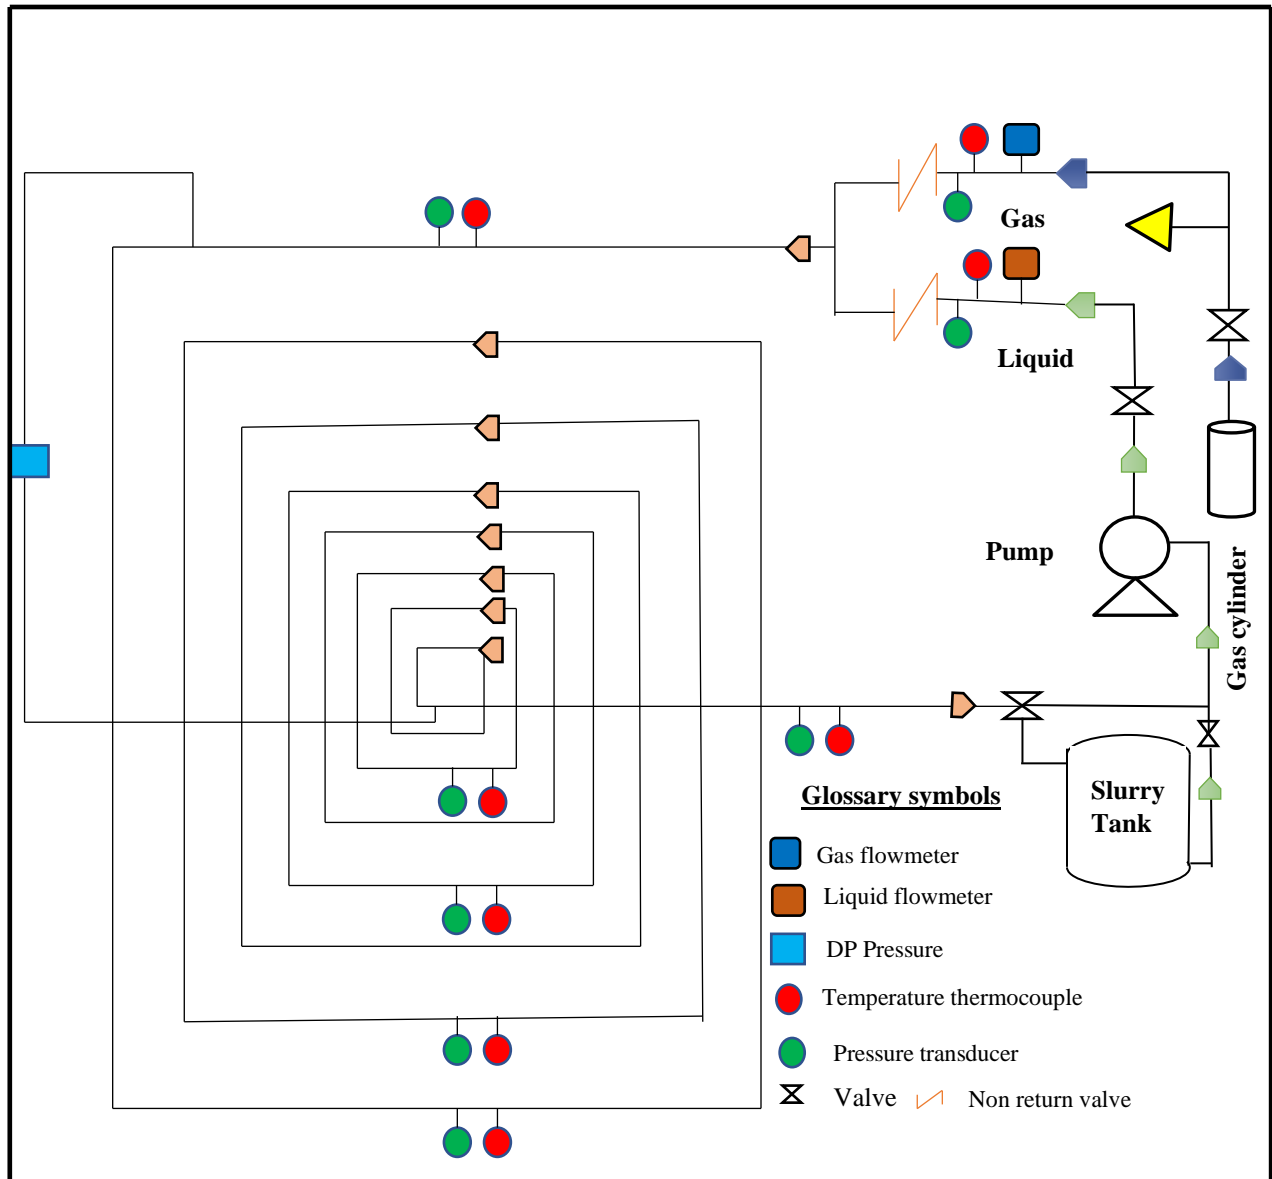 Gas
Liquid
Pump
Gas cylinder
Slurry
Tank
Glossary symbols
Gas flowmeter
Liquid flowmeter
DP Pressure
Temperature thermocouple
Pressure transducer
Valve
Non return valve